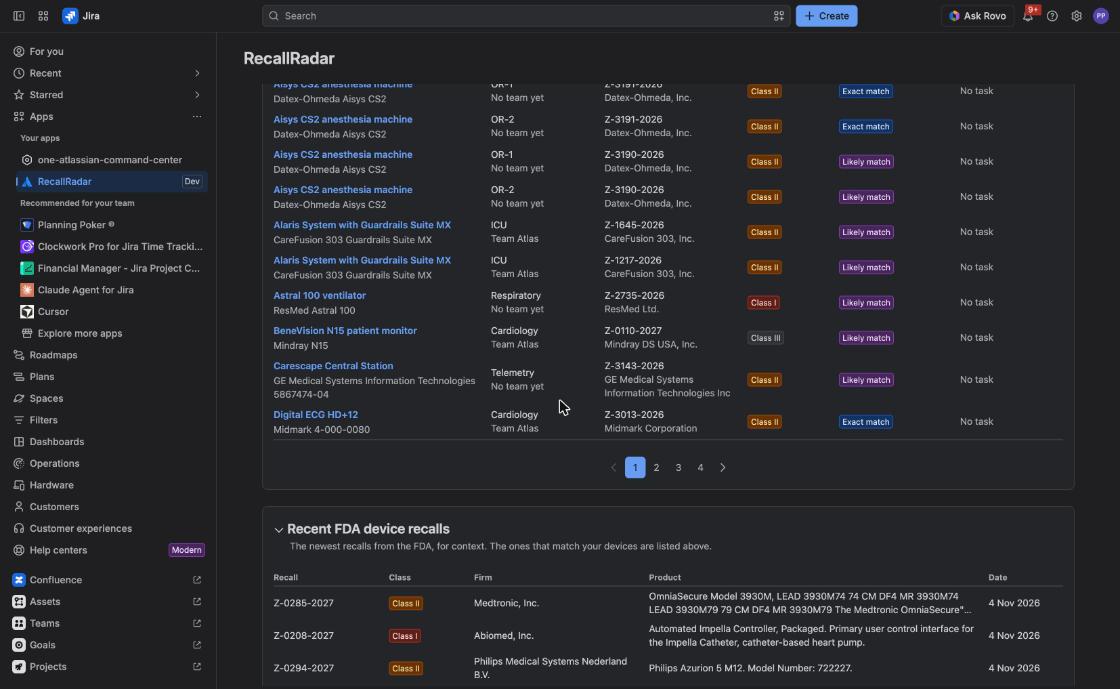 Jira
Search
+ Create
Ask Rovo
9+
PP
For you
Recent
Starred
Apps
Your apps
one-atlassian-command-center
RecallRadar
Dev
Recommended for your team
Planning Poker ®
Clockwork Pro for Jira Time Tracki...
Financial Manager - Jira Project C...
Claude Agent for Jira
Cursor
Explore more apps
Roadmaps
Plans
Spaces
Filters
Dashboards
Operations
Hardware
Customers
Customer experiences
Help centers
Modern
Confluence
Assets
Teams
Goals
Projects
RecallRadar
Aisys CS2 anesthesia machine OR-1 Z-3191-2026
Datex-Ohmeda Aisys CS2 No team yet Datex-Ohmeda, Inc. Class II Exact match No task
Aisys CS2 anesthesia machine OR-2 Z-3191-2026
Datex-Ohmeda Aisys CS2 No team yet Datex-Ohmeda, Inc. Class II Exact match No task
Aisys CS2 anesthesia machine OR-1 Z-3190-2026
Datex-Ohmeda Aisys CS2 No team yet Datex-Ohmeda, Inc. Class II Likely match No task
Aisys CS2 anesthesia machine OR-2 Z-3190-2026
Datex-Ohmeda Aisys CS2 No team yet Datex-Ohmeda, Inc. Class II Likely match No task
Alaris System with Guardrails Suite MX ICU Z-1645-2026
CareFusion 303 Guardrails Suite MX Team Atlas CareFusion 303, Inc. Class II Likely match No task
Alaris System with Guardrails Suite MX ICU Z-1217-2026
CareFusion 303 Guardrails Suite MX Team Atlas CareFusion 303, Inc. Class II Likely match No task
Astral 100 ventilator Respiratory Z-2735-2026
ResMed Astral 100 No team yet ResMed Ltd. Class I Likely match No task
BeneVision N15 patient monitor Cardiology Z-0110-2027
Mindray N15 Team Atlas Mindray DS USA, Inc. Class III Likely match No task
Carescape Central Station Telemetry Z-3143-2026
GE Medical Systems Information Technologies No team yet GE Medical Systems Class II Likely match No task
5867474-04 Information Technologies Inc
Digital ECG HD+12 Cardiology Z-3013-2026
Midmark 4-000-0080 Team Atlas Midmark Corporation Class II Exact match No task
1 2 3 4
Recent FDA device recalls
The newest recalls from the FDA, for context. The ones that match your devices are listed above.
Recall Class Firm Product Date
Z-0285-2027 Class II Medtronic, Inc. OmniaSecure Model 3930M, LEAD 3930M74 74 CM DF4 MR 3930M74 4 Nov 2026
LEAD 3930M79 79 CM DF4 MR 3930M79 The Medtronic OmniaSecure"...
Z-0208-2027 Class I Abiomed, Inc. Automated Impella Controller, Packaged. Primary user control interface for 4 Nov 2026
the Impella Catheter, catheter-based heart pump.
Z-0294-2027 Class II Philips Medical Systems Nederland Philips Azurion 5 M12. Model Number: 722227. 4 Nov 2026
B.V.